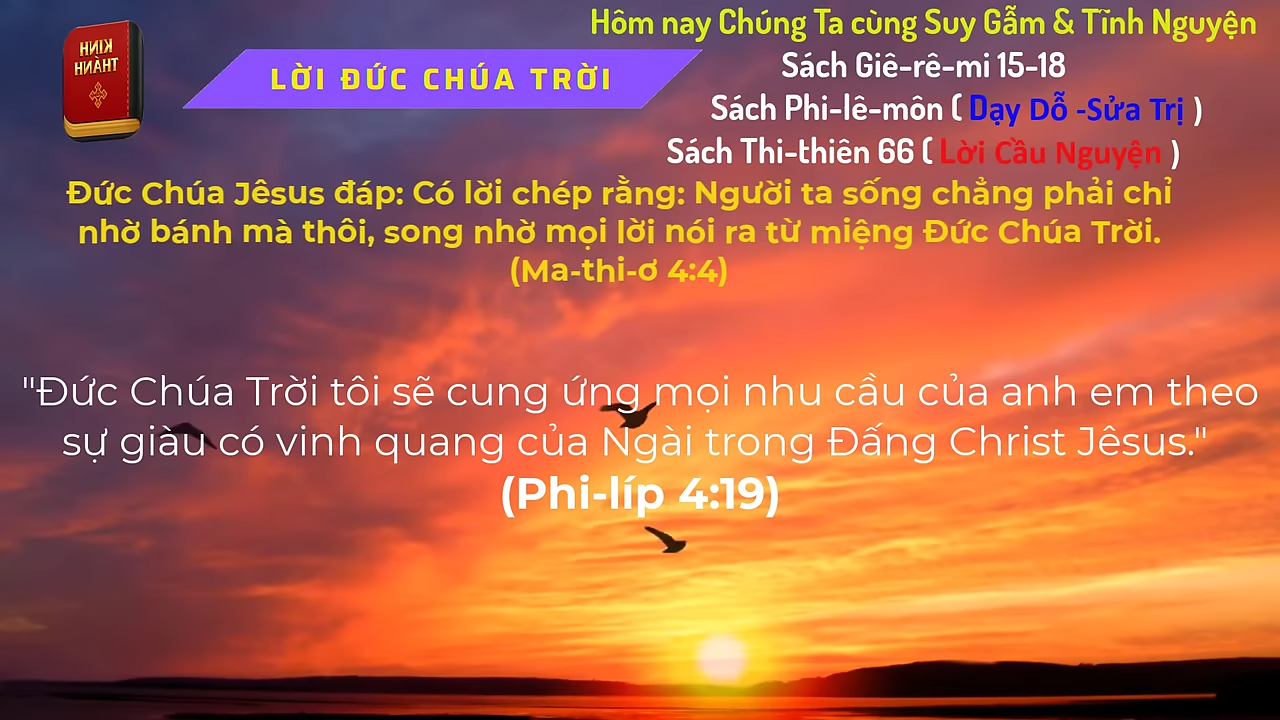 Hôm nay Chúng Ta cùng Suy Gẫm & Tĩnh Nguyện
KINH
THÁNH
LỜI ĐỨC CHÚA TRỜI
Sách Giê-rê-mi 15-18
Sách Phi-lê-môn ( Dạy Dỗ -Sửa Trị )
Sách Thi-thiên 66 ( Lời Cầu Nguyện )
Đức Chúa Jêsus đáp: Có lời chép rằng: Người ta sống chẳng phải chỉ
nhờ bánh mà thôi, song nhờ mọi lời nói ra từ miệng Đức Chúa Trời.
(Ma-thi-ơ 4:4)
"Đức Chúa Trời tôi sẽ cung ứng mọi nhu cầu của anh em theo
sự giàu có vinh quang của Ngài trong Đấng Christ Jêsus."
(Phi-líp 4:19)